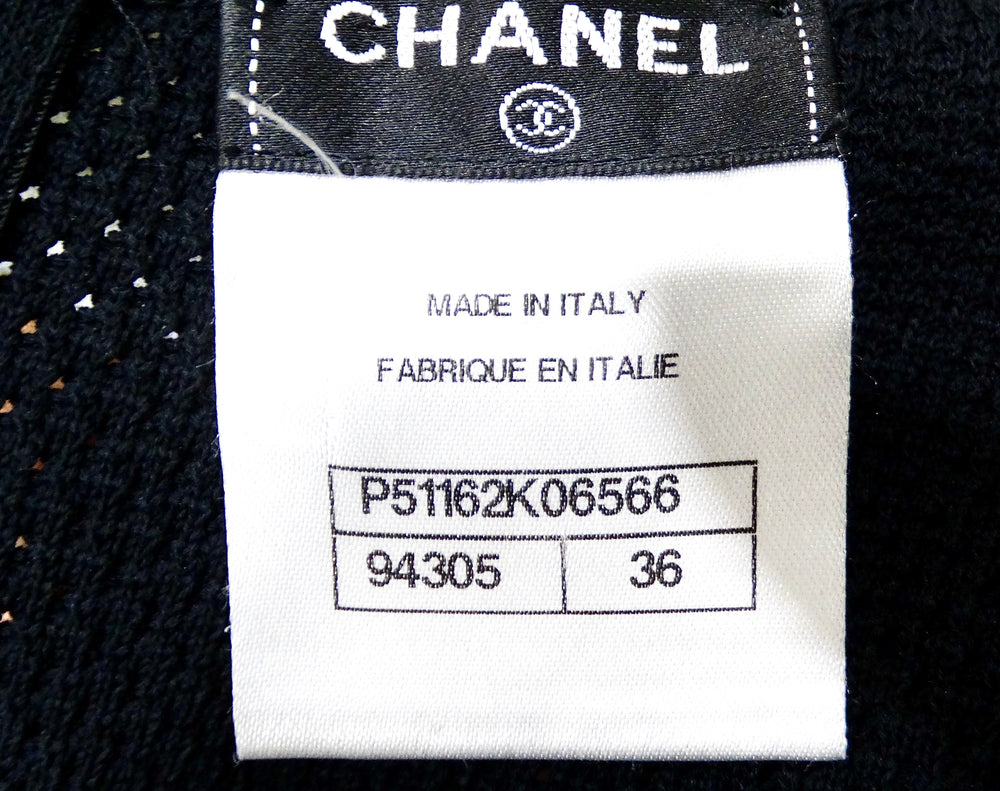 CHANEL
MADE IN ITALY
FABRIQUE EN ITALIE
P51162K06566
94305 36